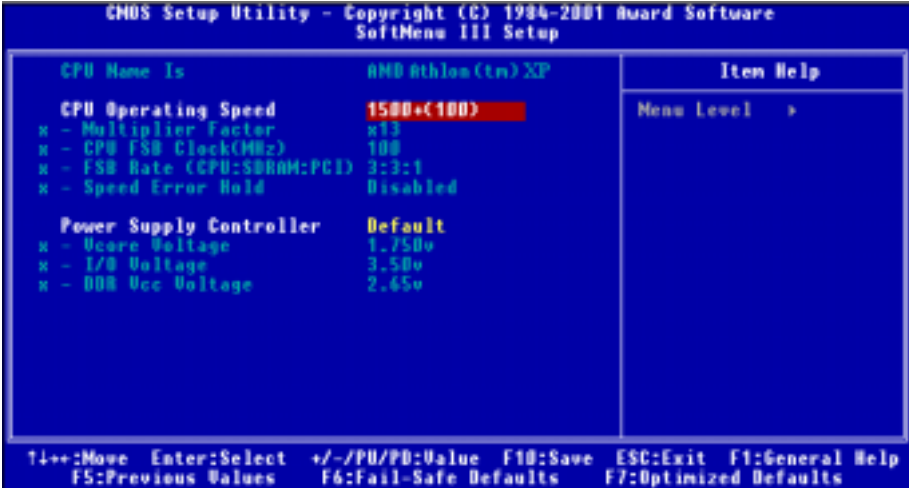 CMOS Setup Utility - Copyright (C) 1984-2001 Award Software
SoftMenu III Setup
CPU Name Is AMD Athlon(tm) XP
Item Help
CPU Operating Speed 1500+(100)
Menu Level ▸
x - Multiplier Factor x13
x - CPU FSB Clock(MHz) 100
x - FSB Rate (CPU:SDRAM:PCI) 3:3:1
x - Speed Error Hold Disabled
Power Supply Controller Default
x - Vcore Voltage 1.750v
x - I/O Voltage 3.50v
x - DDR Vcc Voltage 2.65v
↑↓→←:Move Enter:Select +/-/PU/PD:Value F10:Save ESC:Exit F1:General Help
F5:Previous Values F6:Fail-Safe Defaults F7:Optimized Defaults